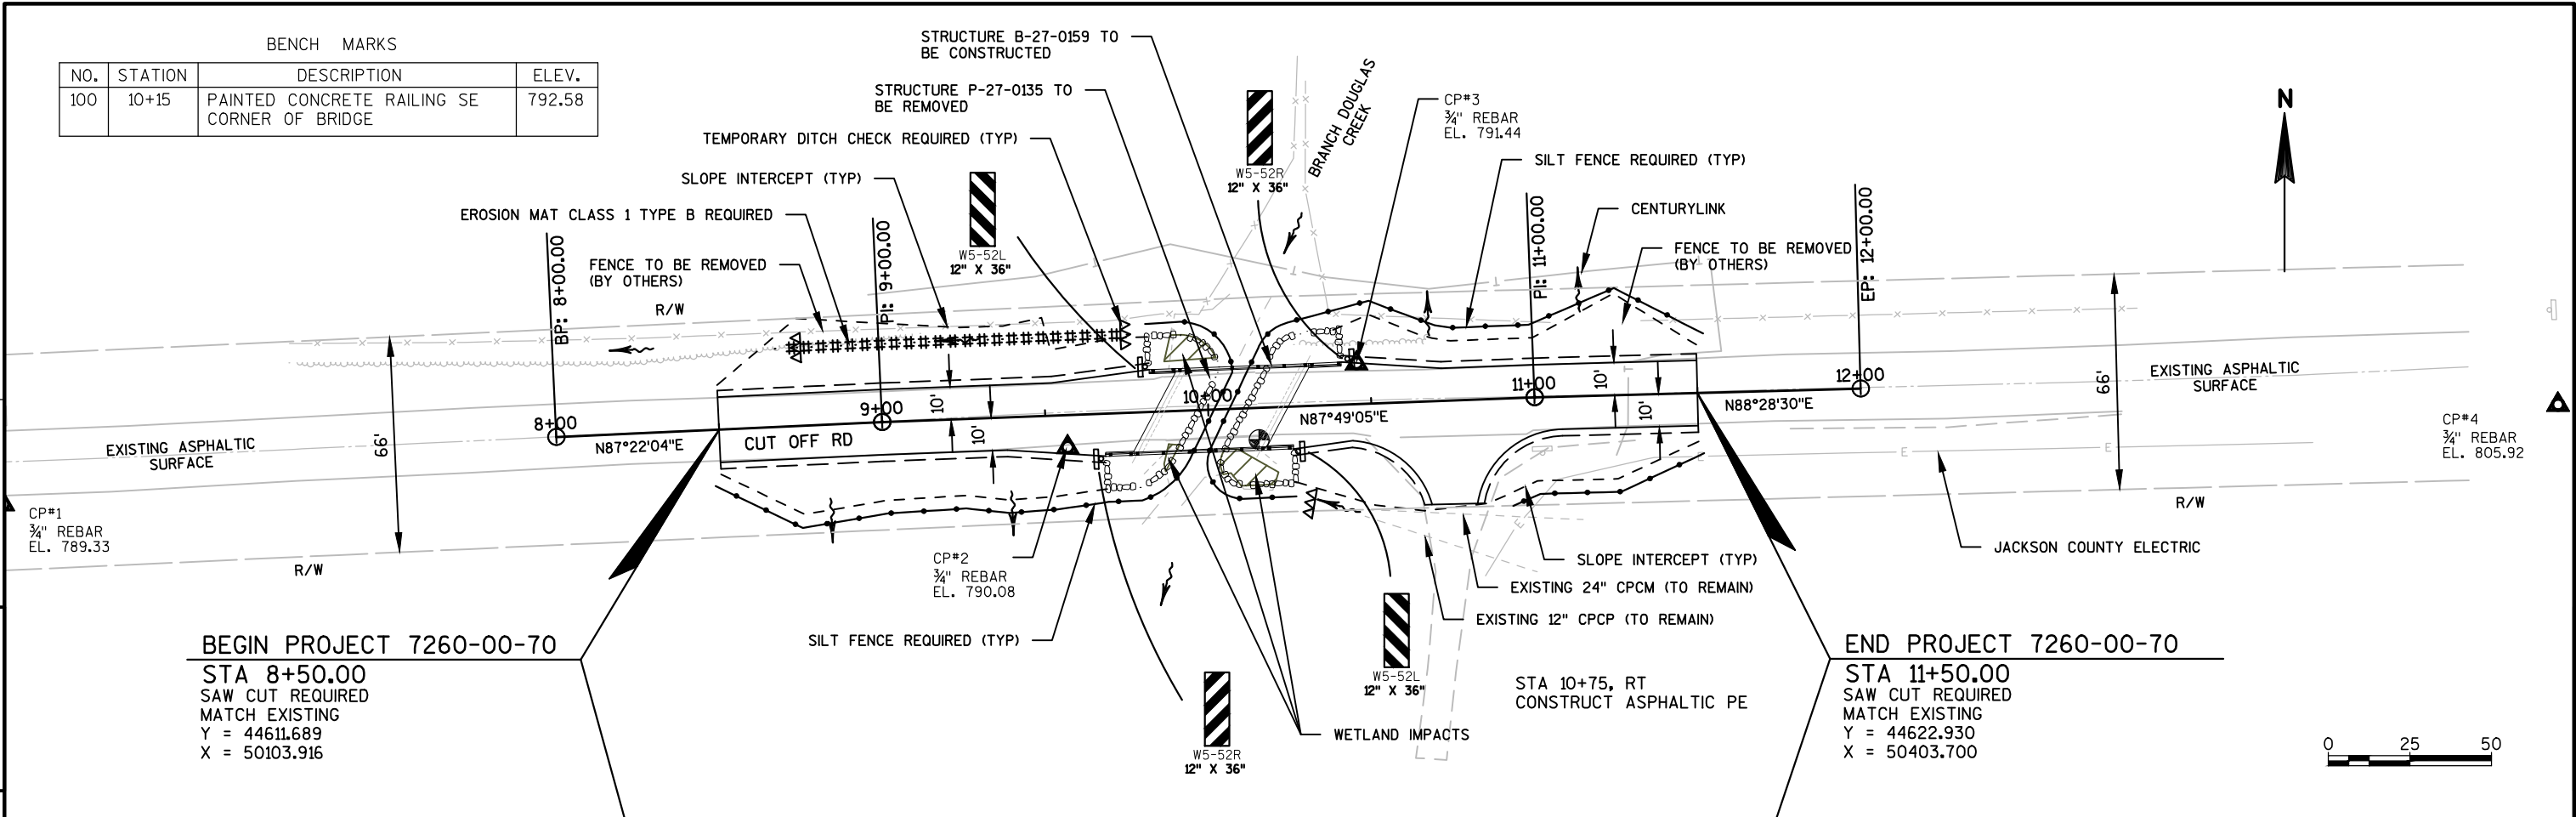 BENCH MARKS
NO. STATION DESCRIPTION ELEV.
100 10+15 PAINTED CONCRETE RAILING SE 792.58
CORNER OF BRIDGE
STRUCTURE B-27-0159 TO
BE CONSTRUCTED
STRUCTURE P-27-0135 TO
BE REMOVED
TEMPORARY DITCH CHECK REQUIRED (TYP)
SLOPE INTERCEPT (TYP)
EROSION MAT CLASS 1 TYPE B REQUIRED
FENCE TO BE REMOVED
(BY OTHERS)
R/W
BP: 8+00.00
PI: 9+00.00
W5-52L
12" X 36"
W5-52R
12" X 36"
BRANCH DOUGLAS
CREEK
CP#3
¾" REBAR
EL. 791.44
SILT FENCE REQUIRED (TYP)
CENTURYLINK
FENCE TO BE REMOVED
(BY OTHERS)
PI: 11+00.00
EP: 12+00.00
N
66'
EXISTING ASPHALTIC
SURFACE
8+00
N87°22'04"E
CUT OFF RD
9+00
10'
10'
10+00
N87°49'05"E
11+00
10'
10'
N88°28'30"E
12+00
66'
EXISTING ASPHALTIC
SURFACE
CP#4
¾" REBAR
EL. 805.92
R/W
CP#1
¾" REBAR
EL. 789.33
R/W
CP#2
¾" REBAR
EL. 790.08
SILT FENCE REQUIRED (TYP)
JACKSON COUNTY ELECTRIC
SLOPE INTERCEPT (TYP)
EXISTING 24" CPCM (TO REMAIN)
EXISTING 12" CPCP (TO REMAIN)
W5-52L
12" X 36"
W5-52R
12" X 36"
WETLAND IMPACTS
STA 10+75, RT
CONSTRUCT ASPHALTIC PE
BEGIN PROJECT 7260-00-70
STA 8+50.00
SAW CUT REQUIRED
MATCH EXISTING
Y = 44611.689
X = 50103.916
END PROJECT 7260-00-70
STA 11+50.00
SAW CUT REQUIRED
MATCH EXISTING
Y = 44622.930
X = 50403.700
0 25 50